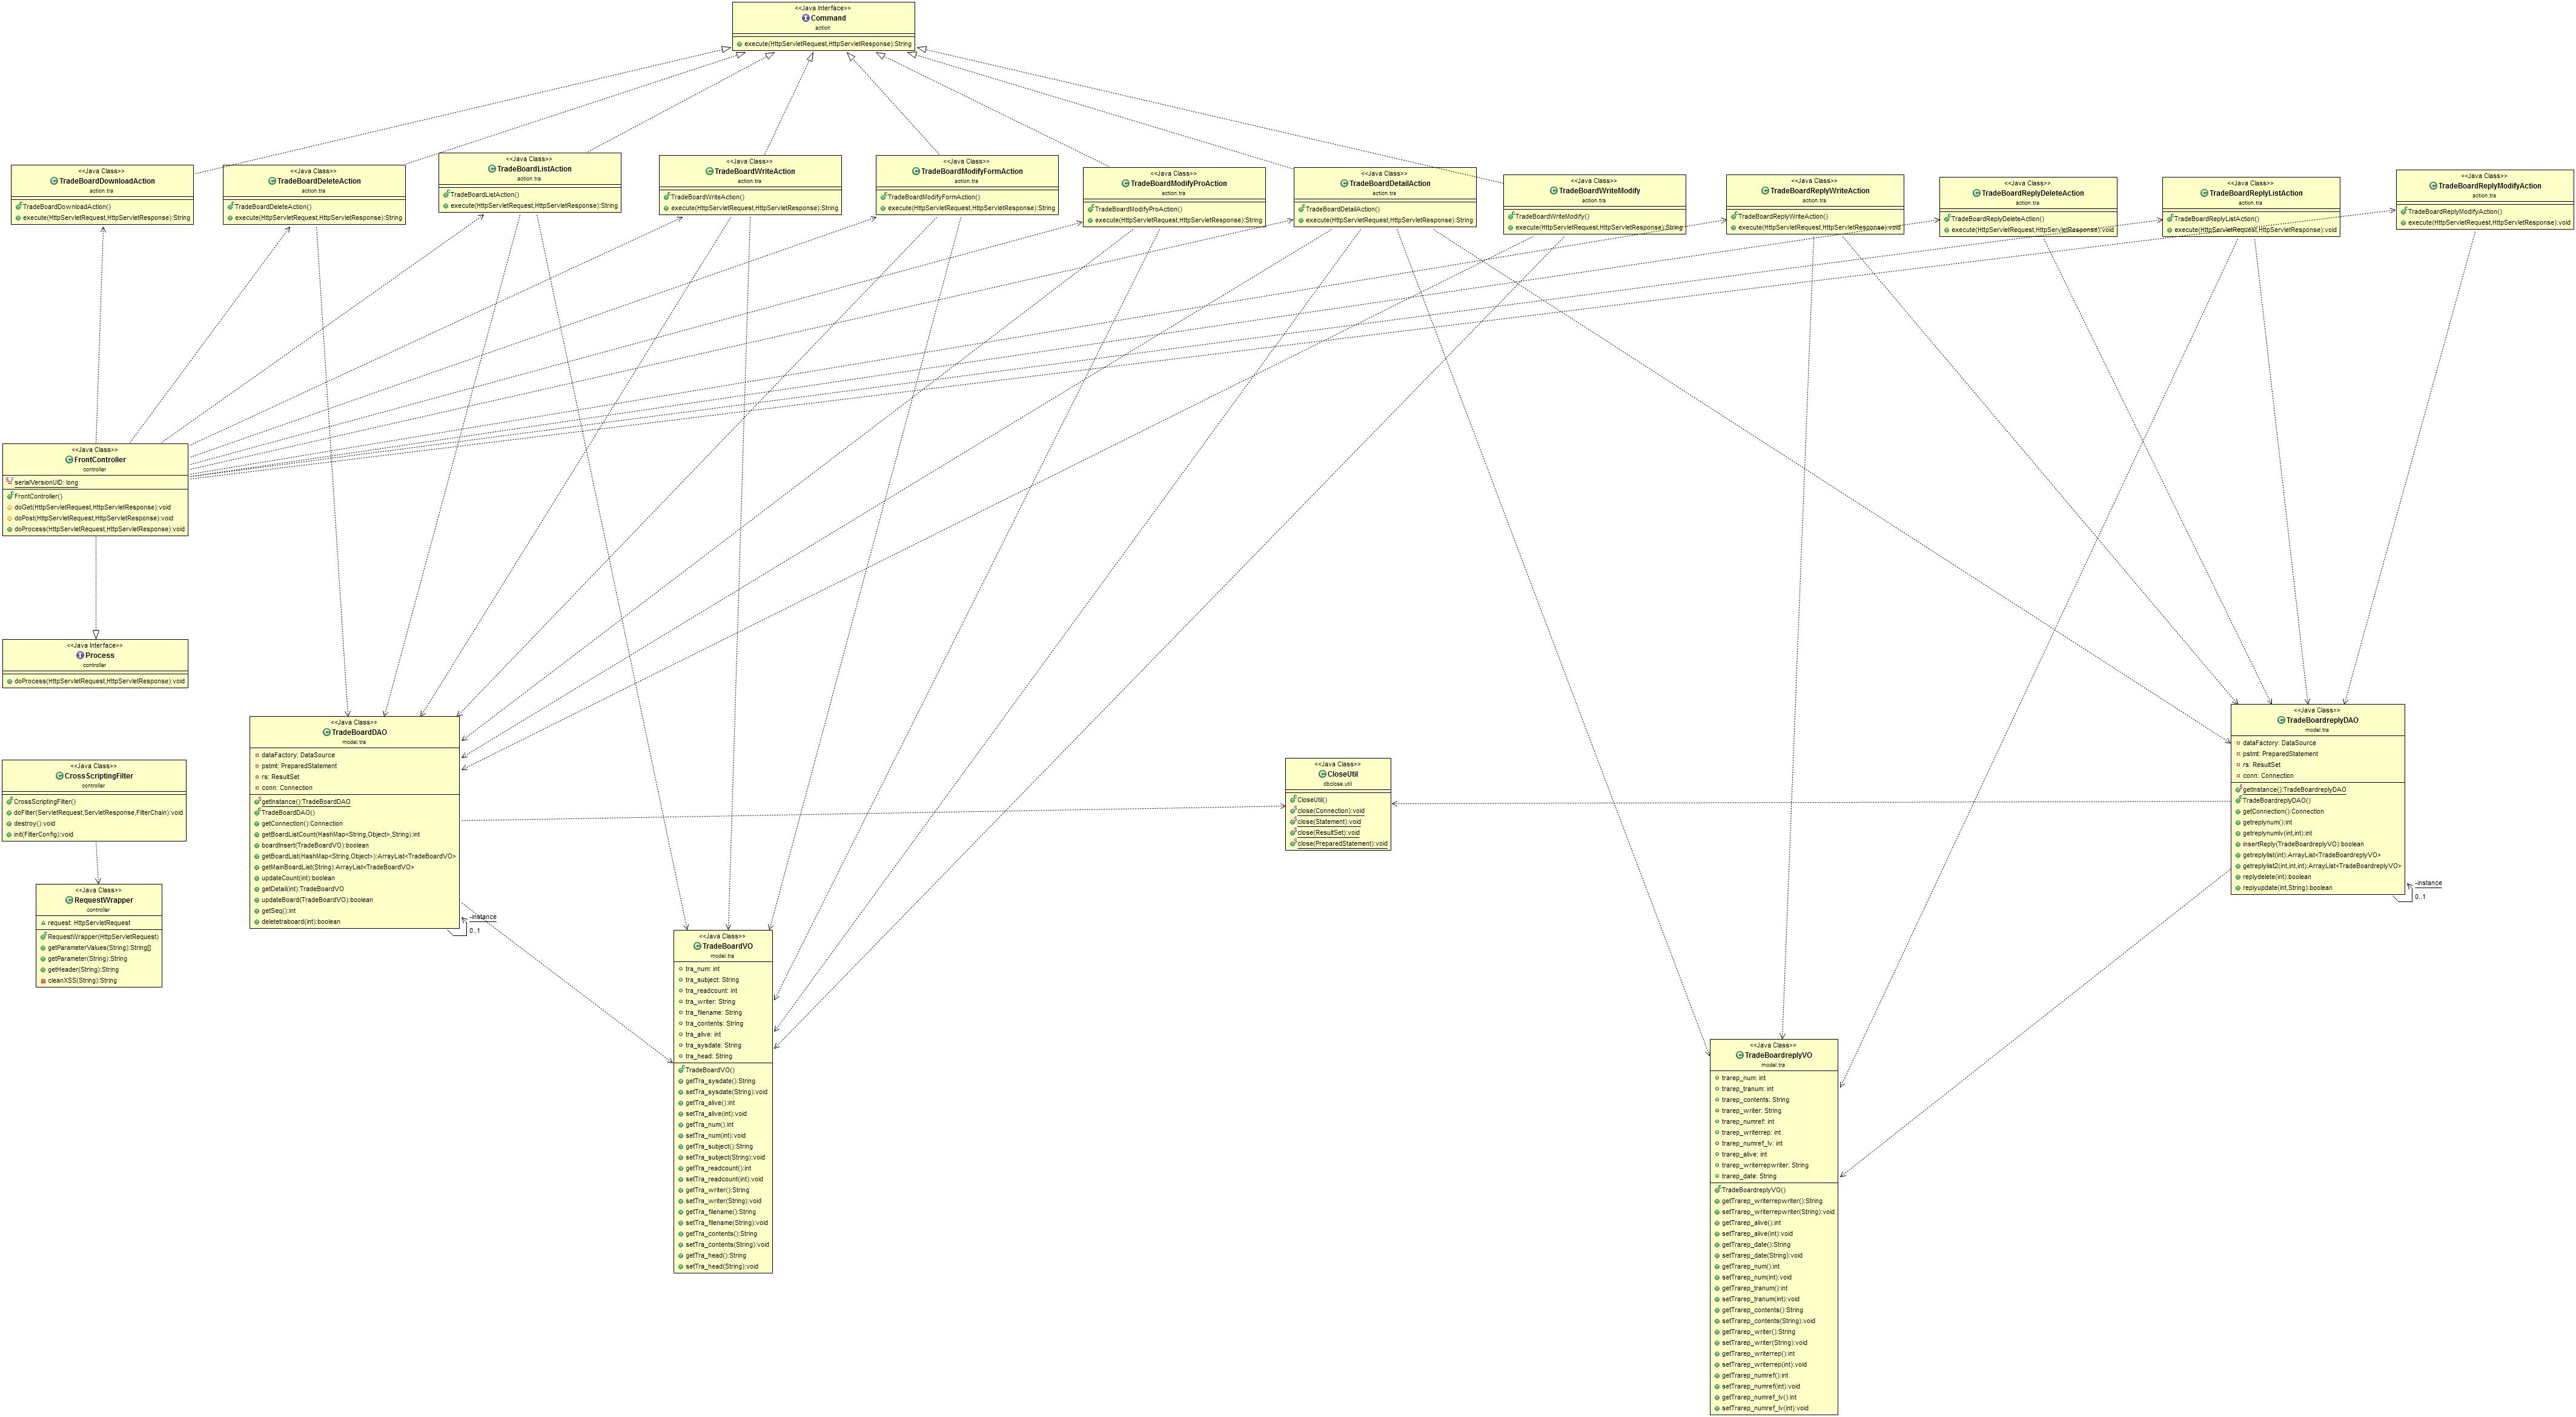 <<Java Interface>>
Command
action
execute(HttpServletRequest,HttpServletResponse):String
<<Java Class>>
TradeBoardDownloadAction
action.tra
TradeBoardDownloadAction()
execute(HttpServletRequest,HttpServletResponse):String
<<Java Class>>
TradeBoardDeleteAction
action.tra
TradeBoardDeleteAction()
execute(HttpServletRequest,HttpServletResponse):String
<<Java Class>>
TradeBoardListAction
action.tra
TradeBoardListAction()
execute(HttpServletRequest,HttpServletResponse):String
<<Java Class>>
TradeBoardWriteAction
action.tra
TradeBoardWriteAction()
execute(HttpServletRequest,HttpServletResponse):String
<<Java Class>>
TradeBoardModifyFormAction
action.tra
TradeBoardModifyFormAction()
execute(HttpServletRequest,HttpServletResponse):String
<<Java Class>>
TradeBoardModifyProAction
action.tra
TradeBoardModifyProAction()
execute(HttpServletRequest,HttpServletResponse):String
<<Java Class>>
TradeBoardDetailAction
action.tra
TradeBoardDetailAction()
execute(HttpServletRequest,HttpServletResponse):String
<<Java Class>>
TradeBoardWriteModify
action.tra
TradeBoardWriteModify()
execute(HttpServletRequest,HttpServletResponse):String
<<Java Class>>
TradeBoardReplyWriteAction
action.tra
TradeBoardReplyWriteAction()
execute(HttpServletRequest,HttpServletResponse):void
<<Java Class>>
TradeBoardReplyDeleteAction
action.tra
TradeBoardReplyDeleteAction()
execute(HttpServletRequest,HttpServletResponse):void
<<Java Class>>
TradeBoardReplyListAction
action.tra
TradeBoardReplyListAction()
execute(HttpServletRequest,HttpServletResponse):void
<<Java Class>>
TradeBoardReplyModifyAction
action.tra
TradeBoardReplyModifyAction()
execute(HttpServletRequest,HttpServletResponse):void
<<Java Class>>
FrontController
controller
serialVersionUID: long
FrontController()
doGet(HttpServletRequest,HttpServletResponse):void
doPost(HttpServletRequest,HttpServletResponse):void
doProcess(HttpServletRequest,HttpServletResponse):void
<<Java Interface>>
Process
controller
doProcess(HttpServletRequest,HttpServletResponse):void
<<Java Class>>
CrossScriptingFilter
controller
CrossScriptingFilter()
doFilter(ServletRequest,ServletResponse,FilterChain):void
destroy():void
init(FilterConfig):void
<<Java Class>>
RequestWrapper
controller
request: HttpServletRequest
RequestWrapper(HttpServletRequest)
getParameterValues(String):String[]
getParameter(String):String
getHeader(String):String
cleanXSS(String):String
<<Java Class>>
TradeBoardDAO
model.tra
dataFactory: DataSource
pstmt: PreparedStatement
rs: ResultSet
conn: Connection
getInstance():TradeBoardDAO
TradeBoardDAO()
getConnection():Connection
getBoardListCount(HashMap<String,Object>,String):int
boardInsert(TradeBoardVO):boolean
getBoardList(HashMap<String,Object>):ArrayList<TradeBoardVO>
getMainBoardList(String):ArrayList<TradeBoardVO>
updateCount(int):boolean
getDetail(int):TradeBoardVO
updateBoard(TradeBoardVO):boolean
getSeq():int
deletetraboard(int):boolean
-instance
0..1
<<Java Class>>
TradeBoardVO
model.tra
tra_num: int
tra_subject: String
tra_readcount: int
tra_writer: String
tra_filename: String
tra_contents: String
tra_alive: int
tra_sysdate: String
tra_head: String
TradeBoardVO()
getTra_sysdate():String
setTra_sysdate(String):void
getTra_alive():int
setTra_alive(int):void
getTra_num():int
setTra_num(int):void
getTra_subject():String
setTra_subject(String):void
getTra_readcount():int
setTra_readcount(int):void
getTra_writer():String
setTra_writer(String):void
getTra_filename():String
setTra_filename(String):void
getTra_contents():String
setTra_contents(String):void
getTra_head():String
setTra_head(String):void
<<Java Class>>
CloseUtil
dbclose.util
CloseUtil()
close(Connection):void
close(Statement):void
close(ResultSet):void
close(PreparedStatement):void
<<Java Class>>
TradeBoardreplyDAO
model.tra
dataFactory: DataSource
pstmt: PreparedStatement
rs: ResultSet
conn: Connection
getInstance():TradeBoardreplyDAO
TradeBoardreplyDAO()
getConnection():Connection
getreplynum():int
getreplynumlv(int,int):int
insertReply(TradeBoardreplyVO):boolean
getreplylist(int):ArrayList<TradeBoardreplyVO>
getreplylist2(int,int,int):ArrayList<TradeBoardreplyVO>
replydelete(int):boolean
replyupdate(int,String):boolean
-instance
0..1
<<Java Class>>
TradeBoardreplyVO
model.tra
trarep_num: int
trarep_tranum: int
trarep_contents: String
trarep_writer: String
trarep_numref: int
trarep_writerrep: int
trarep_numref_lv: int
trarep_alive: int
trarep_writerrepwriter: String
trarep_date: String
TradeBoardreplyVO()
getTrarep_writerrepwriter():String
setTrarep_writerrepwriter(String):void
getTrarep_alive():int
setTrarep_alive(int):void
getTrarep_date():String
setTrarep_date(String):void
getTrarep_num():int
setTrarep_num(int):void
getTrarep_tranum():int
setTrarep_tranum(int):void
getTrarep_contents():String
setTrarep_contents(String):void
getTrarep_writer():String
setTrarep_writer(String):void
getTrarep_writerrep():int
setTrarep_writerrep(int):void
getTrarep_numref():int
setTrarep_numref(int):void
getTrarep_numref_lv():int
setTrarep_numref_lv(int):void